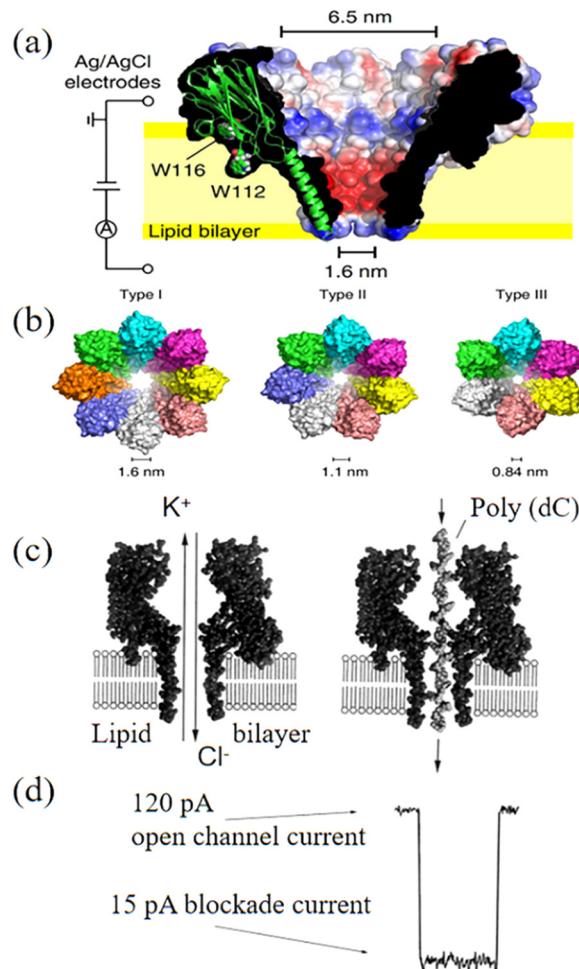 (a)
6.5 nm
Ag/AgCl
electrodes
W116
W112
A
Lipid bilayer
1.6 nm
(b)
Type I
Type II
Type III
1.6 nm
1.1 nm
0.84 nm
(c)
K⁺
Poly (dC)
Lipid
bilayer
Cl⁻
(d)
120 pA
open channel current
15 pA blockade current